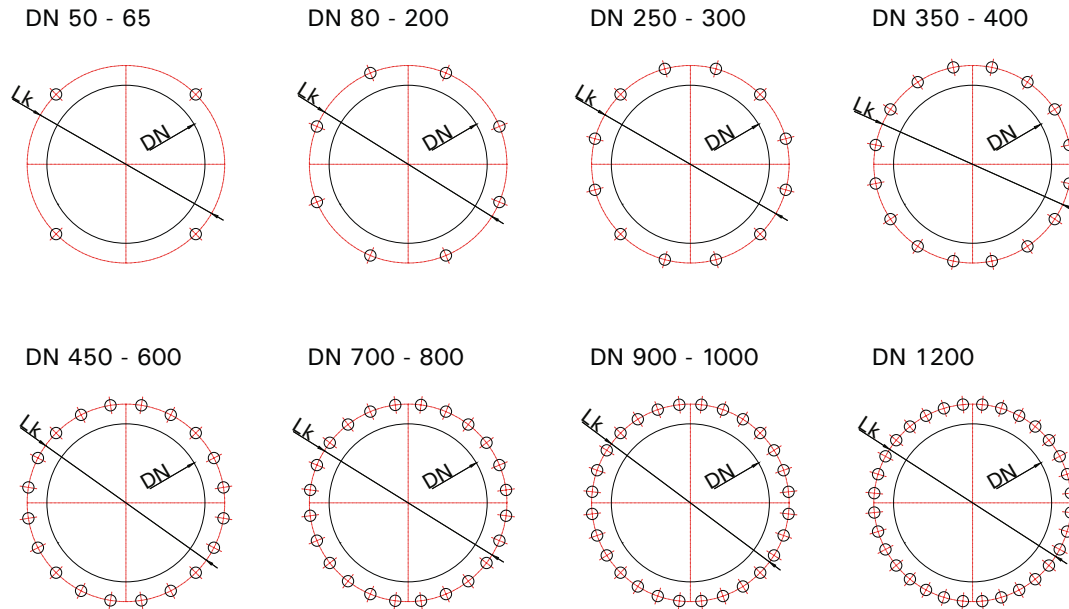 DN 50 - 65
DN 80 - 200
DN 250 - 300
DN 350 - 400
Lk
DN
Lk
DN
Lk
DN
Lk
DN
DN 450 - 600
DN 700 - 800
DN 900 - 1000
DN 1200
Lk
DN
Lk
DN
Lk
DN
Lk
DN